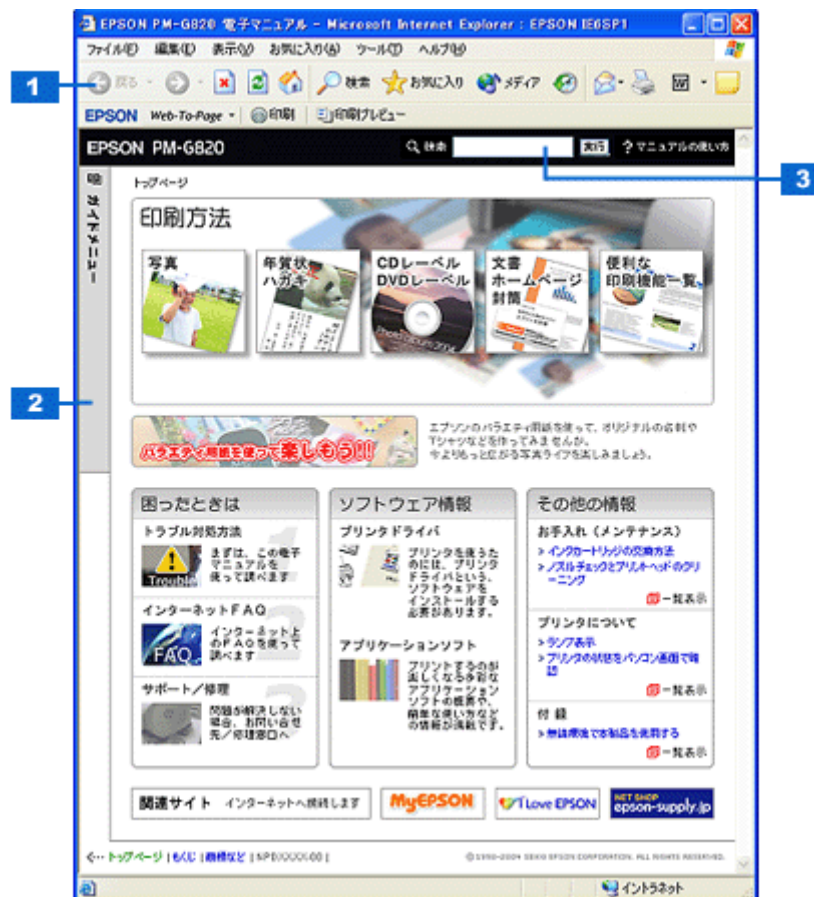 EPSON PM-G820 電子マニュアル - Microsoft Internet Explorer : EPSON IE6SP1
ファイル(F) 編集(E) 表示(V) お気に入り(A) ツール(T) ヘルプ(H)
1
戻る 検索 お気に入り メディア
EPSON Web-To-Page 印刷 印刷プレビュー
EPSON PM-G820 検索 実行 ? マニュアルの使い方
3
ガイドメニュー
トップページ
印刷方法
写真
年賀状
ハガキ
CDレーベル
DVDレーベル
文書
ホームページ
封筒
便利な
印刷機能一覧
2
バラエティ用紙を使って楽しもう!!
エプソンのバラエティ用紙を使って、オリジナルの名刺や
Tシャツなどを作ってみませんか。
今よりもっと広がる写真ライフを楽しみましょう。
困ったときは
トラブル対処方法
1
Trouble
まずは、この電子
マニュアルを
使って調べます
インターネットFAQ
2
FAQ
インターネット上
のFAQを使って
調べます
サポート/修理
3
問題が解決しない
場合、お問い合せ
先/修理窓口へ
ソフトウェア情報
プリンタドライバ
プリンタを使うた
めには、プリンタ
ドライバという、
ソフトウェアを
インストールする
必要があります。
アプリケーションソフト
プリントするのが
楽しくなる多彩な
アプリケーション
ソフトの概要や、
簡単な使い方など
の情報が満載です。
その他の情報
お手入れ(メンテナンス)
> インクカートリッジの交換方法
> ノズルチェックとプリントヘッドのクリ
ーニング
一覧表示
プリンタについて
> ランプ表示
> プリンタの状態をパソコン画面で確
認
一覧表示
付録
> 無線環境で本製品を使用する
一覧表示
関連サイト インターネットへ接続します
MyEPSON
I Love EPSON
NET SHOP
epson-supply.jp
トップページ | もくじ | 商標など |
©1998-2004 SEIKO EPSON CORPORATION. ALL RIGHTS RESERVED.
イントラネット